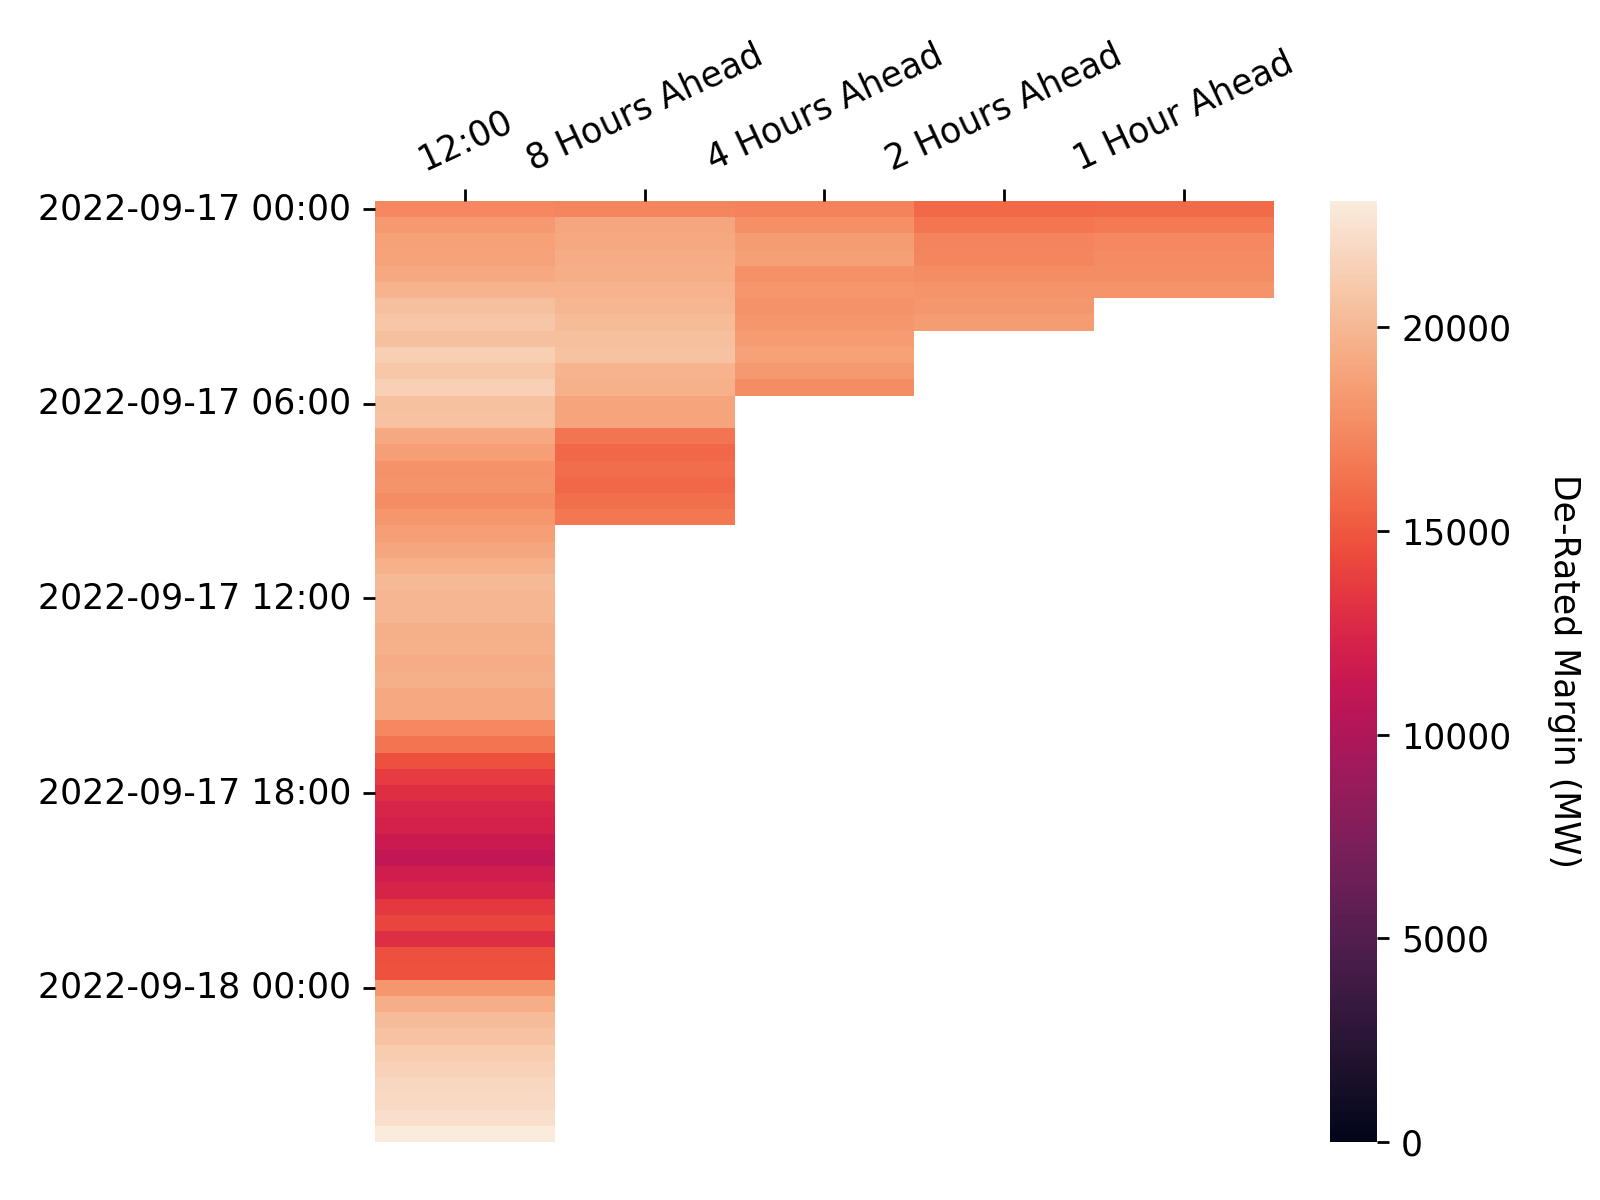 12:00
8 Hours Ahead
4 Hours Ahead
2 Hours Ahead
1 Hour Ahead
2022-09-17 00:00
2022-09-17 06:00
2022-09-17 12:00
2022-09-17 18:00
2022-09-18 00:00
20000
15000
10000
5000
0
De-Rated Margin (MW)